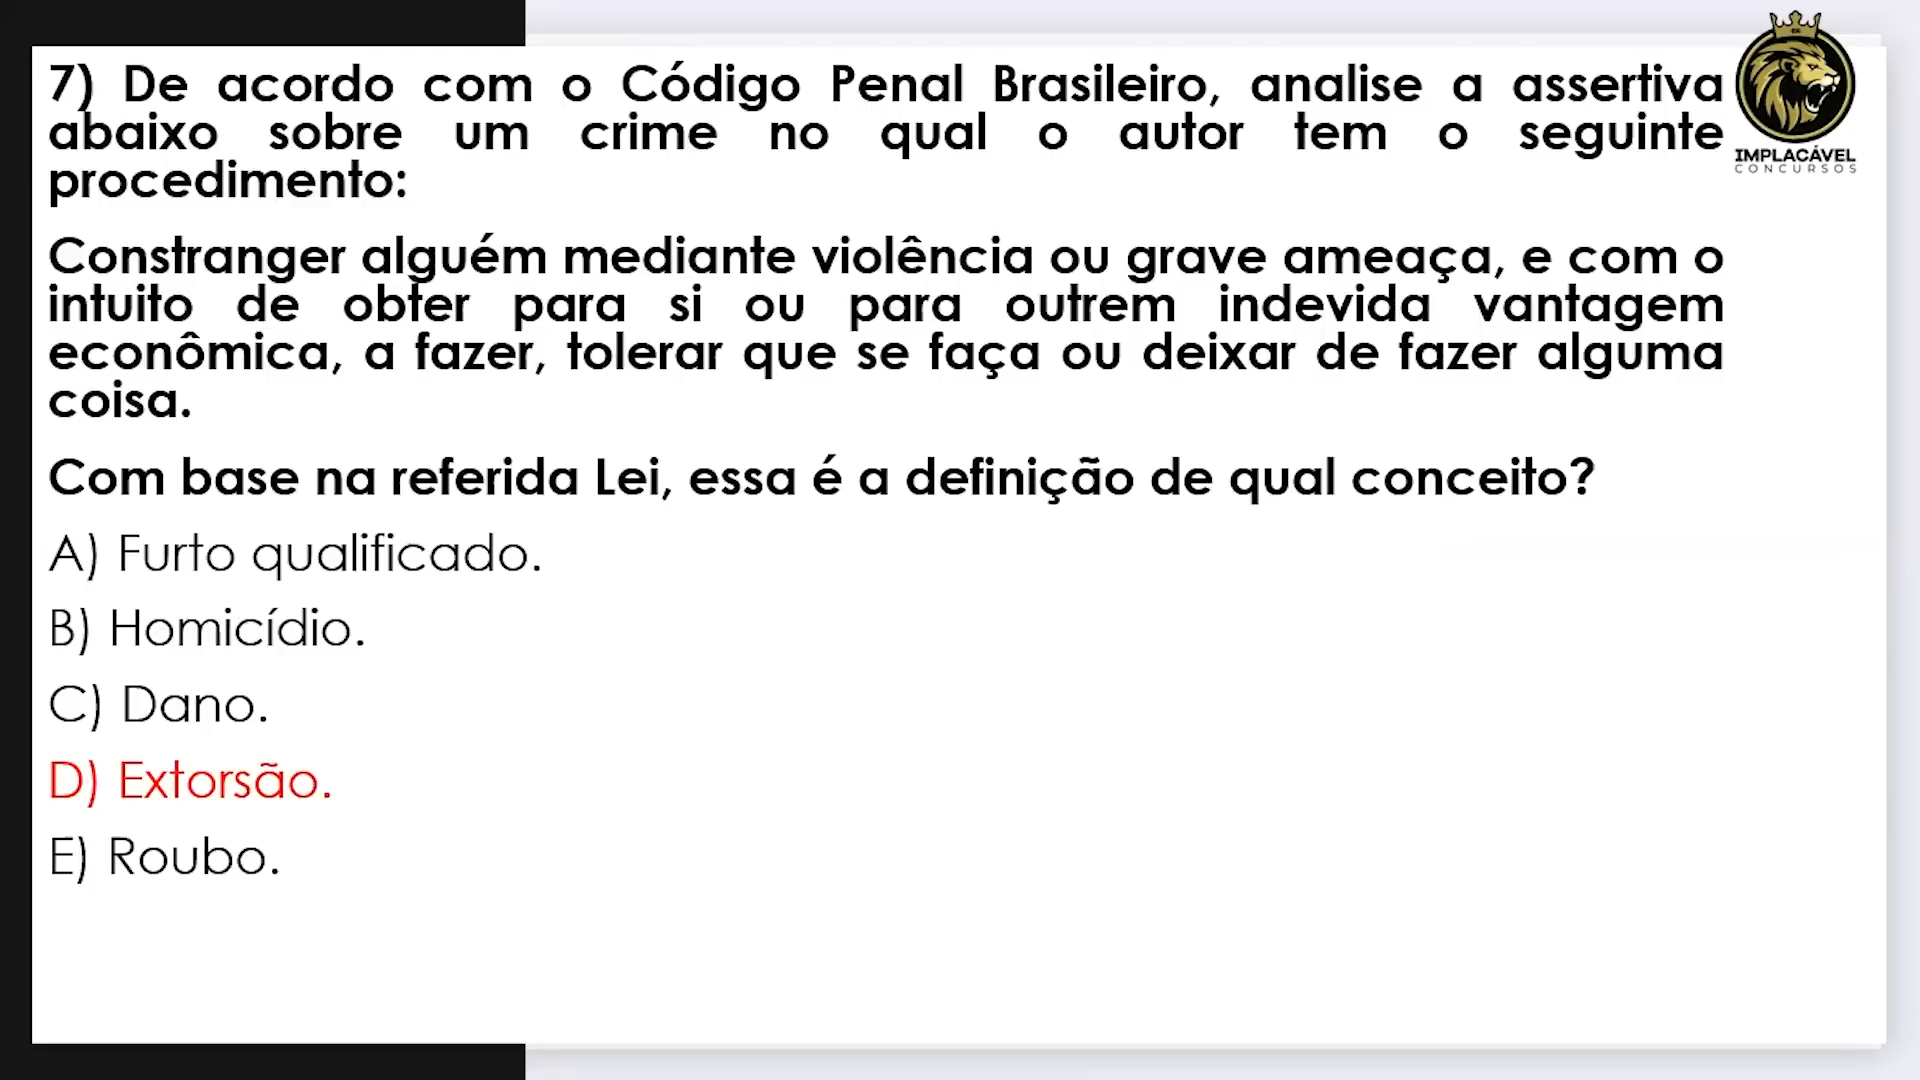 7) De acordo com o Código Penal Brasileiro, analise a assertiva
abaixo sobre um crime no qual o autor tem o seguinte
procedimento:
Constranger alguém mediante violência ou grave ameaça, e com o
intuito de obter para si ou para outrem indevida vantagem
econômica, a fazer, tolerar que se faça ou deixar de fazer alguma
coisa.
Com base na referida Lei, essa é a definição de qual conceito?
A) Furto qualificado.
B) Homicídio.
C) Dano.
D) Extorsão.
E) Roubo.
IMPLACÁVEL
CONCURSOS